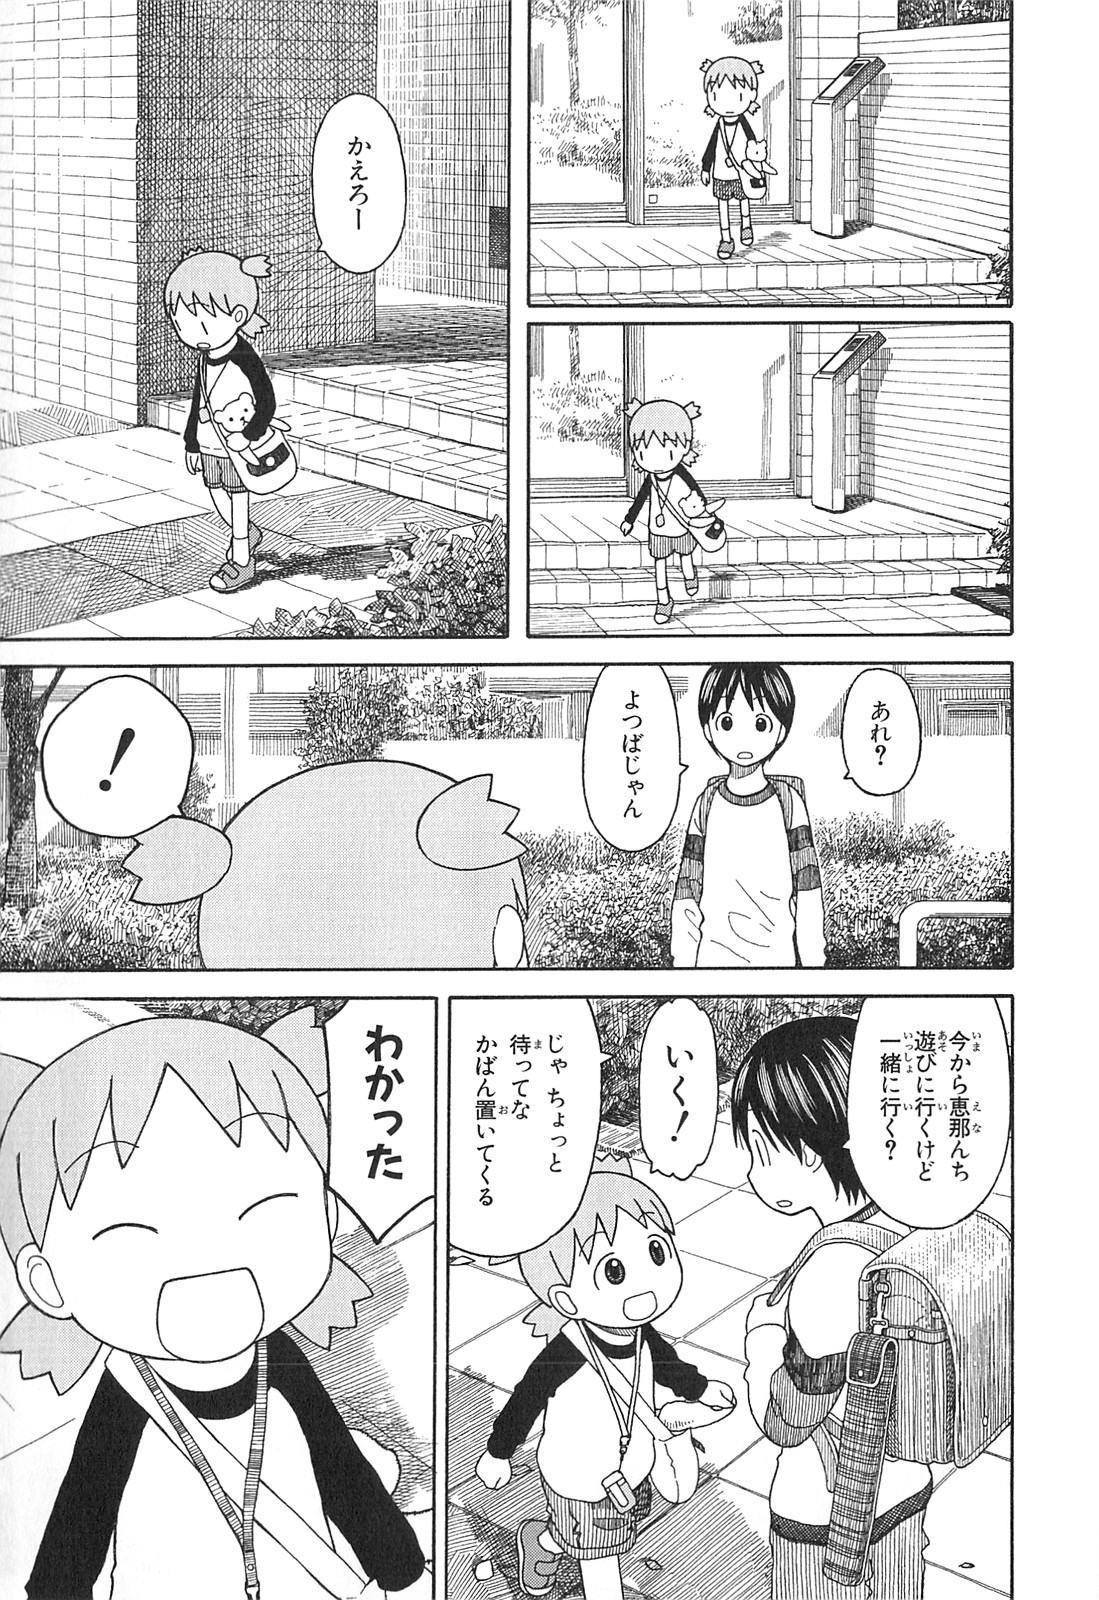 かえろー
あれ？
よつばじゃん
！
今から恵那んち
遊びに行くけど
一緒に行く？
いく！
じゃ ちょっと
待ってな
かばん置いてくる
わかった